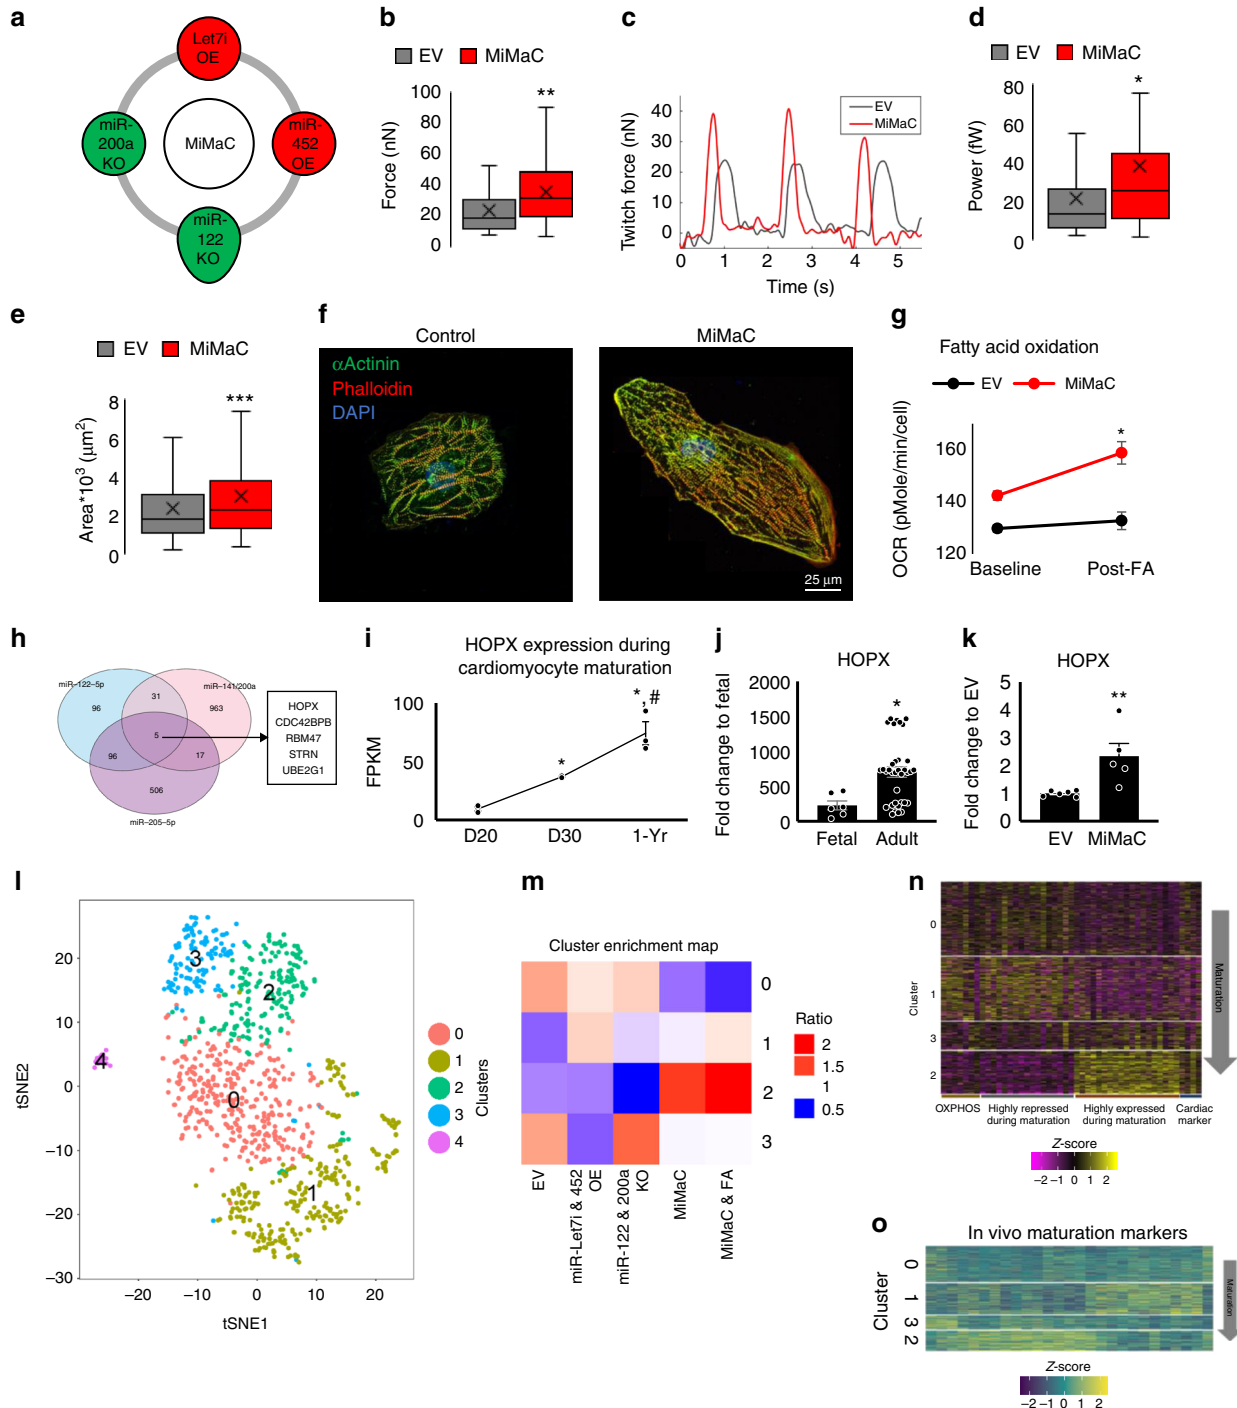 a
Let7i
OE
miR-
200a
KO
MiMaC
miR-
452
OE
miR-
122
KO
b
EV MiMaC
Force (nN)
100
80
60
40
20
0
**
c
Twitch force (nN)
40
30
20
10
0
EV
MiMaC
0 1 2 3 4 5
Time (s)
d
EV MiMaC
Power (fW)
80
60
40
20
0
*
e
EV MiMaC
Area*10³ (μm²)
8
6
4
2
0
***
f
Control
αActinin
Phalloidin
DAPI
MiMaC
25 μm
g
Fatty acid oxidation
EV MiMaC
OCR (pMole/min/cell)
160
140
120
*
Baseline Post-FA
h
miR-122-5p
miR-141/200a
96
31
963
5
96
17
506
miR-205-5p
HOPX
CDC42BPB
RBM47
STRN
UBE2G1
i
HOPX expression during
cardiomyocyte maturation
FPKM
100
50
0
*
*, #
D20 D30 1-Yr
j
HOPX
Fold change to fetal
2000
1500
1000
500
0
*
Fetal Adult
k
HOPX
Fold change to EV
5
4
3
2
1
0
**
EV MiMaC
l
tSNE2
20
10
0
−10
−20
−30
3
2
4
0
1
−20 −10 0 10 20
tSNE1
0
1
2
3
4
Clusters
m
Cluster enrichment map
0
1
2
3
EV
miR-Let7i & 452
OE
miR-122 & 200a
KO
MiMaC
MiMaC & FA
Ratio
2
1.5
1
0.5
n
Cluster
0
1
3
2
Maturation
OXPHOS
Highly repressed
during maturation
Highly expressed
during maturation
Cardiac
marker
Z-score
−2 −1 0 1 2
o
In vivo maturation markers
Cluster
0
1
3
2
Maturation
Z-score
−2 −1 0 1 2